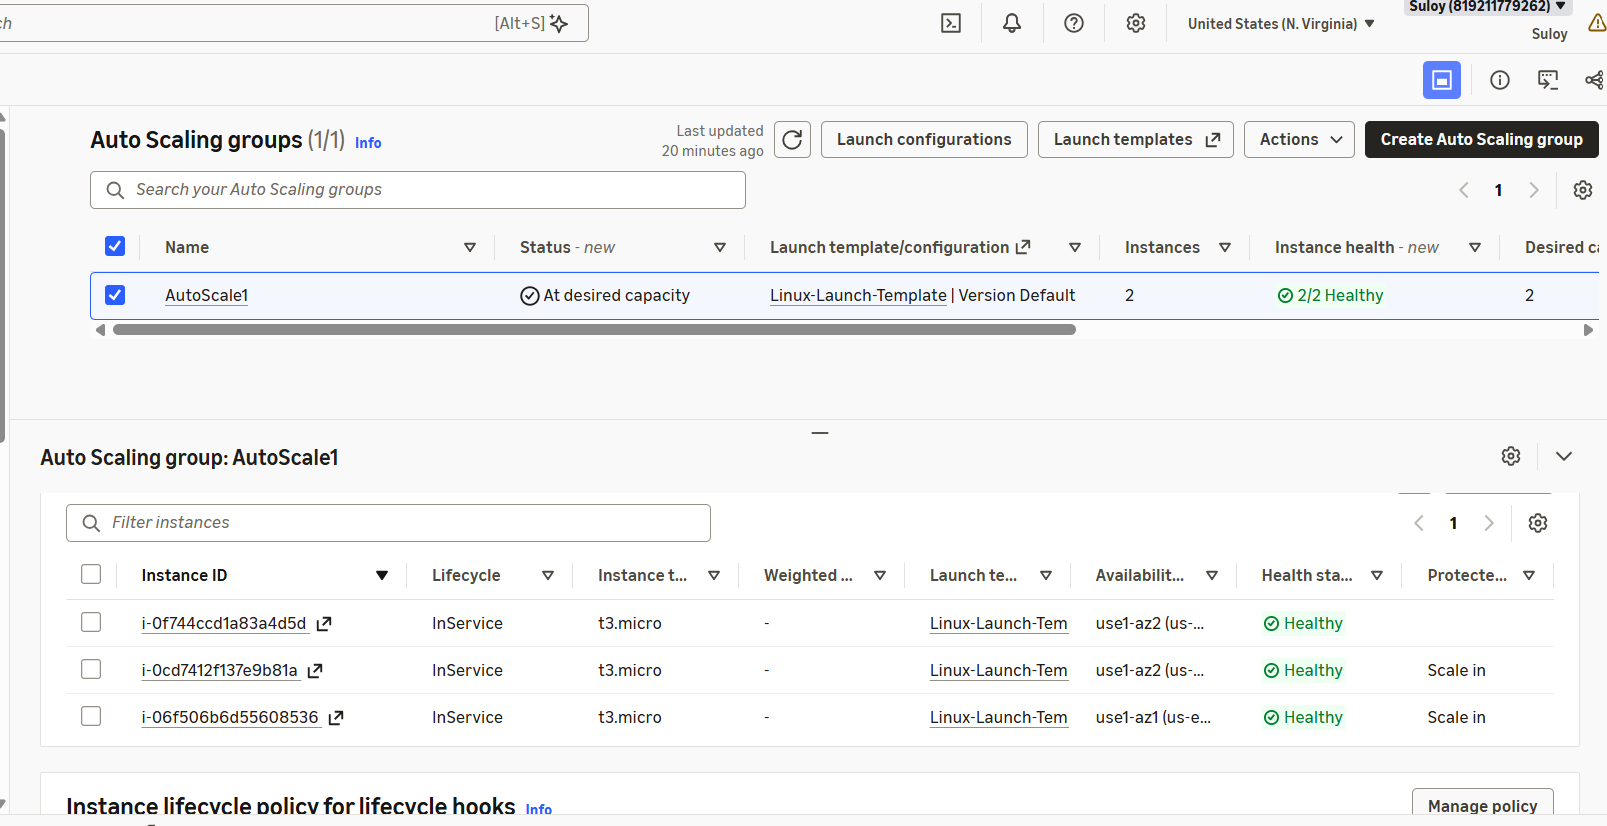 ch [Alt+S] United States (N. Virginia) Suloy (819211779262)
Suloy
Auto Scaling groups (1/1) Info
Last updated
20 minutes ago
Launch configurations Launch templates Actions Create Auto Scaling group
Search your Auto Scaling groups 1
Name Status - new Launch template/configuration Instances Instance health - new Desired ca
AutoScale1 At desired capacity Linux-Launch-Template | Version Default 2 2/2 Healthy 2
Auto Scaling group: AutoScale1
Filter instances 1
Instance ID Lifecycle Instance t... Weighted ... Launch te... Availabilit... Health sta... Protecte...
i-0f744ccd1a83a4d5d InService t3.micro - Linux-Launch-Tem use1-az2 (us-... Healthy
i-0cd7412f137e9b81a InService t3.micro - Linux-Launch-Tem use1-az2 (us-... Healthy Scale in
i-06f506b6d55608536 InService t3.micro - Linux-Launch-Tem use1-az1 (us-e... Healthy Scale in
Instance lifecycle policy for lifecycle hooks Info Manage policy